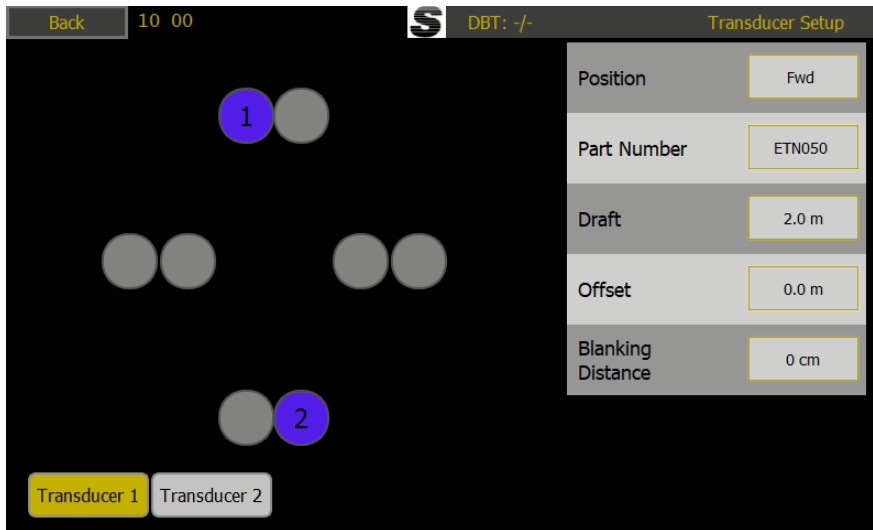 Back
10 00
S
DBT: -/-
Transducer Setup
Position
Fwd
1
Part Number
ETN050
Draft
2.0 m
Offset
0.0 m
Blanking
Distance
0 cm
2
Transducer 1
Transducer 2